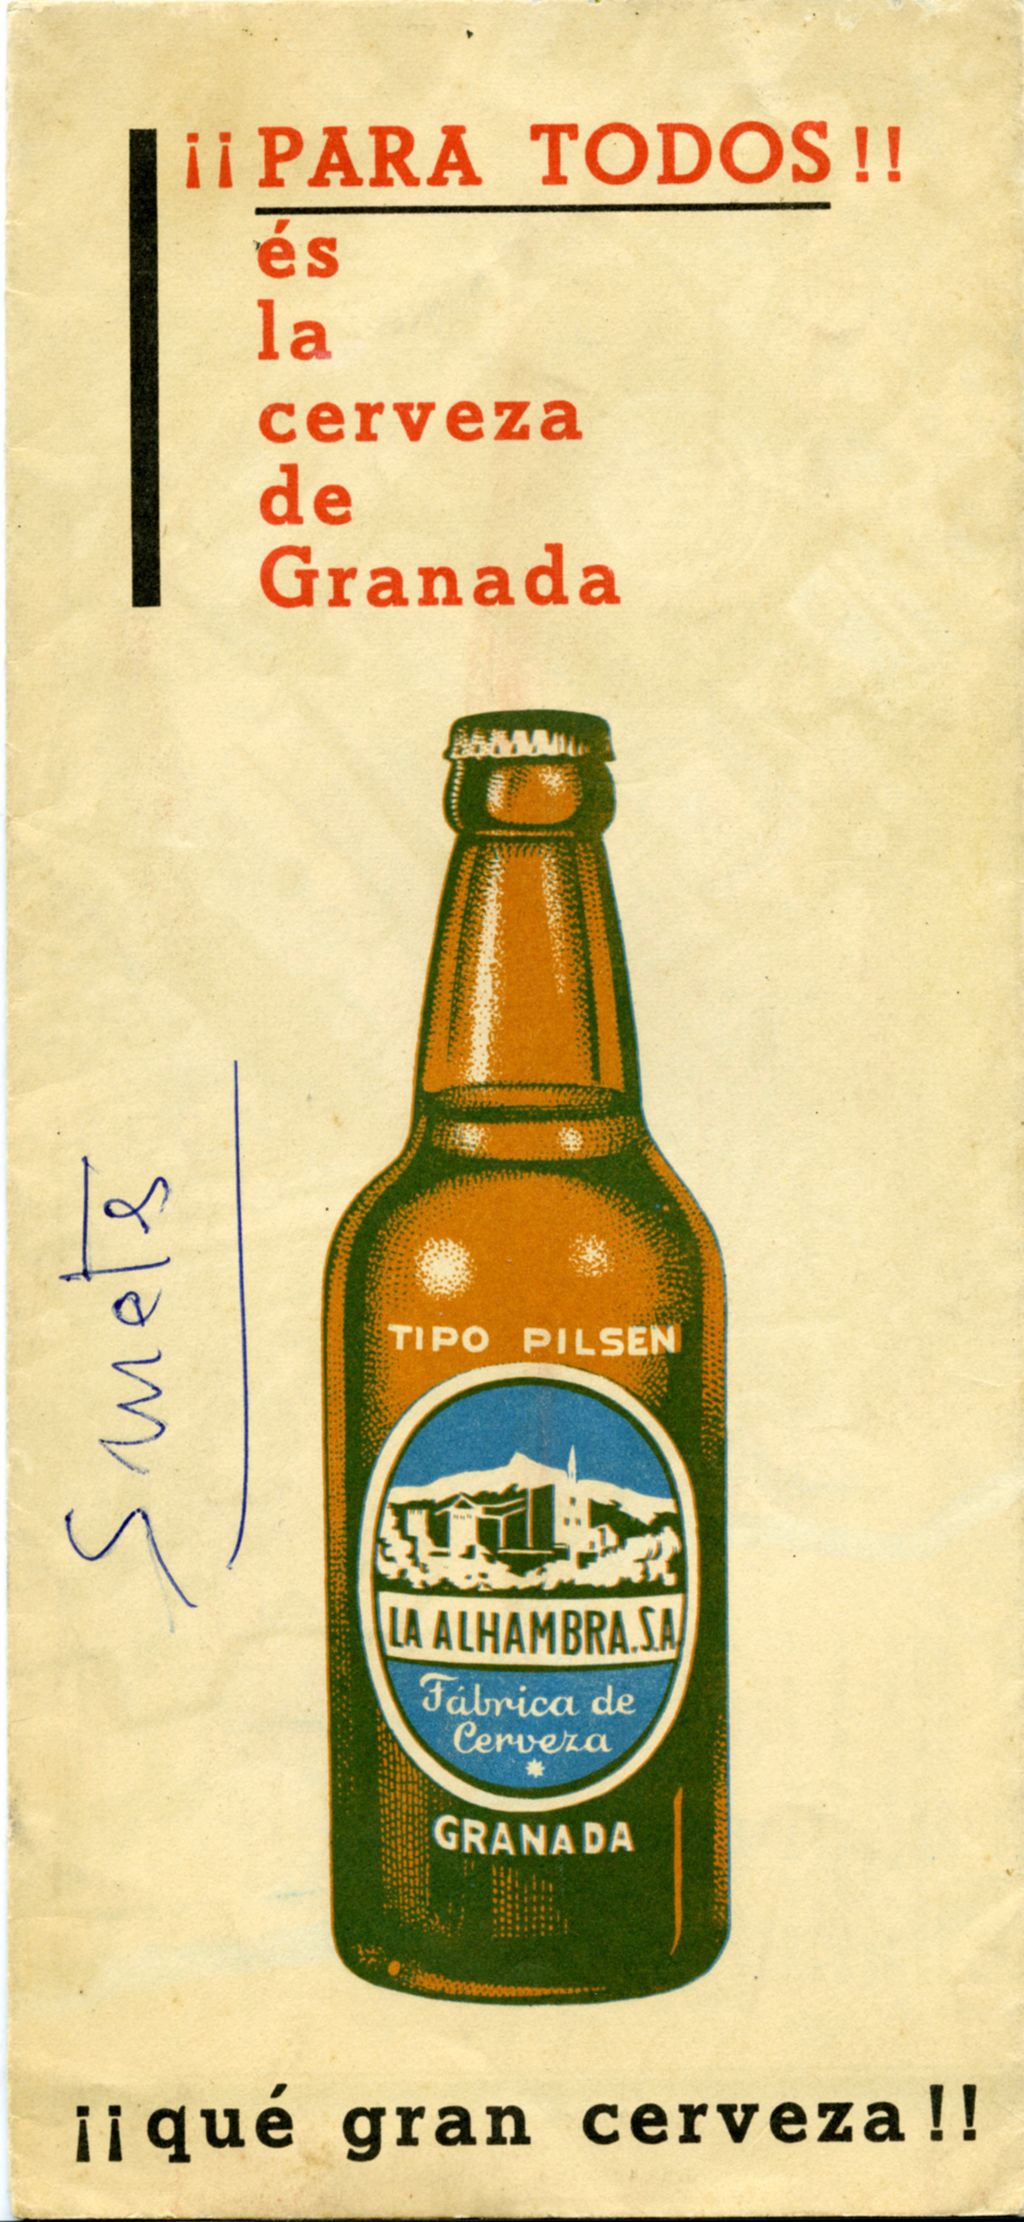 ¡¡PARA TODOS!!
és
la
cerveza
de
Granada
TIPO PILSEN
LA ALHAMBRA.S.A.
Fábrica de
Cerveza
GRANADA
¡¡qué gran cerveza!!